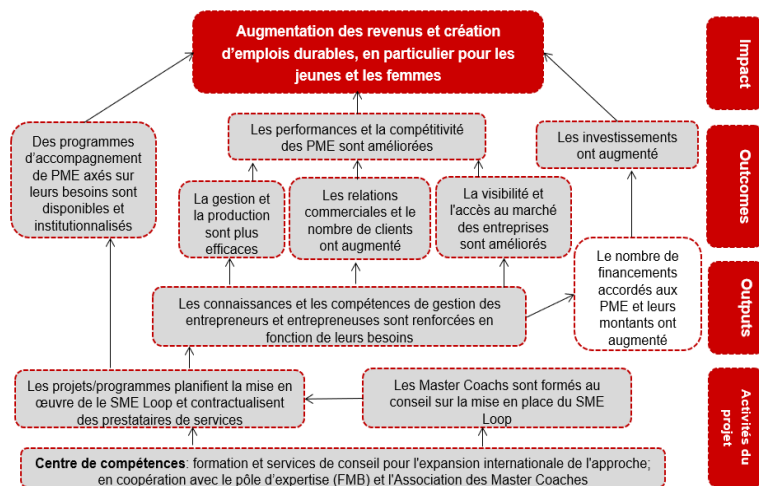 Augmentation des revenus et création
d'emplois durables, en particulier pour les
jeunes et les femmes
Impact
Des programmes
d'accompagnement
de PME axés sur
leurs besoins sont
disponibles et
institutionnalisés
Les performances et la compétitivité
des PME sont améliorées
Les investissements
ont augmenté
Outcomes
La gestion et
la production
sont plus
efficaces
Les relations
commerciales et le
nombre de clients
ont augmenté
La visibilité et
l'accès au marché
des entreprises
sont améliorés
Le nombre de
financements
accordés aux
PME et leurs
montants ont
augmenté
Outputs
Les connaissances et les compétences de gestion des
entrepreneurs et entrepreneuses sont renforcées en
fonction de leurs besoins
Les projets/programmes planifient la mise en
œuvre de le SME Loop et contractualisent
des prestataires de services
Les Master Coachs sont formés au
conseil sur la mise en place du SME
Loop
Activités du
projet
Centre de compétences: formation et services de conseil pour l'expansion internationale de l'approche;
en coopération avec le pôle d'expertise (FMB) et l'Association des Master Coaches